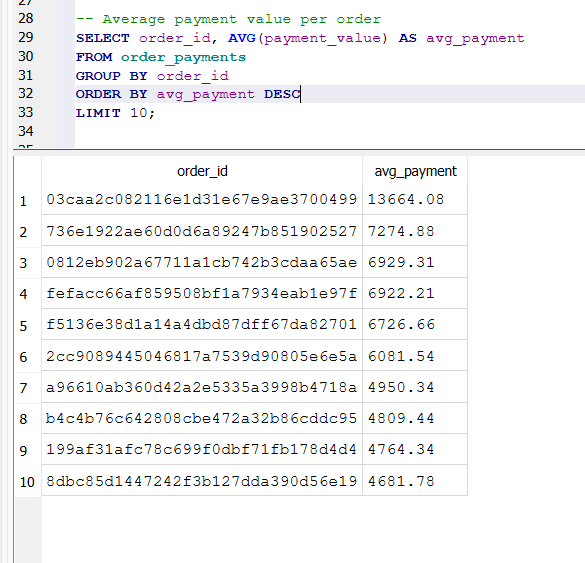 27
28 -- Average payment value per order
29 SELECT order_id, AVG(payment_value) AS avg_payment
30 FROM order_payments
31 GROUP BY order_id
32 ORDER BY avg_payment DESC
33 LIMIT 10;
34
35
order_id avg_payment
1 03caa2c082116e1d31e67e9ae3700499 13664.08
2 736e1922ae60d0d6a89247b851902527 7274.88
3 0812eb902a67711a1cb742b3cdaa65ae 6929.31
4 fefacc66af859508bf1a7934eab1e97f 6922.21
5 f5136e38d1a14a4dbd87dff67da82701 6726.66
6 2cc9089445046817a7539d90805e6e5a 6081.54
7 a96610ab360d42a2e5335a3998b4718a 4950.34
8 b4c4b76c642808cbe472a32b86cddc95 4809.44
9 199af31afc78c699f0dbf71fb178d4d4 4764.34
10 8dbc85d1447242f3b127dda390d56e19 4681.78